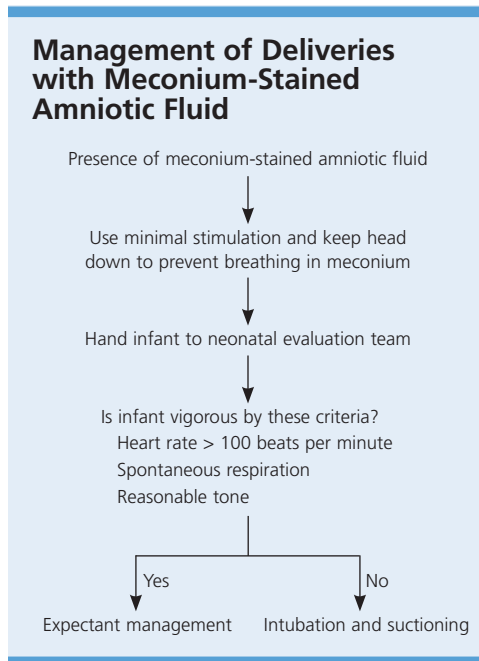 Management of Deliveries
with Meconium-Stained
Amniotic Fluid
Presence of meconium-stained amniotic fluid
Use minimal stimulation and keep head
down to prevent breathing in meconium
Hand infant to neonatal evaluation team
Is infant vigorous by these criteria?
Heart rate > 100 beats per minute
Spontaneous respiration
Reasonable tone
Yes
No
Expectant management
Intubation and suctioning